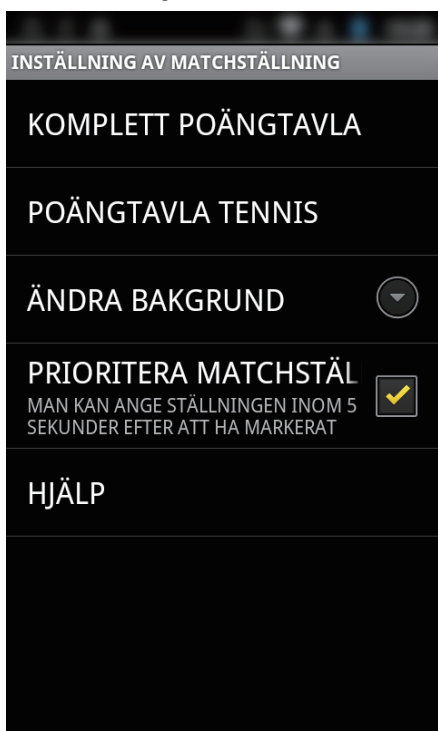 INSTÄLLNING AV MATCHSTÄLLNING
KOMPLETT POÄNGTAVLA
POÄNGTAVLA TENNIS
ÄNDRA BAKGRUND
PRIORITERA MATCHSTÄL
MAN KAN ANGE STÄLLNINGEN INOM 5
SEKUNDER EFTER ATT HA MARKERAT
HJÄLP